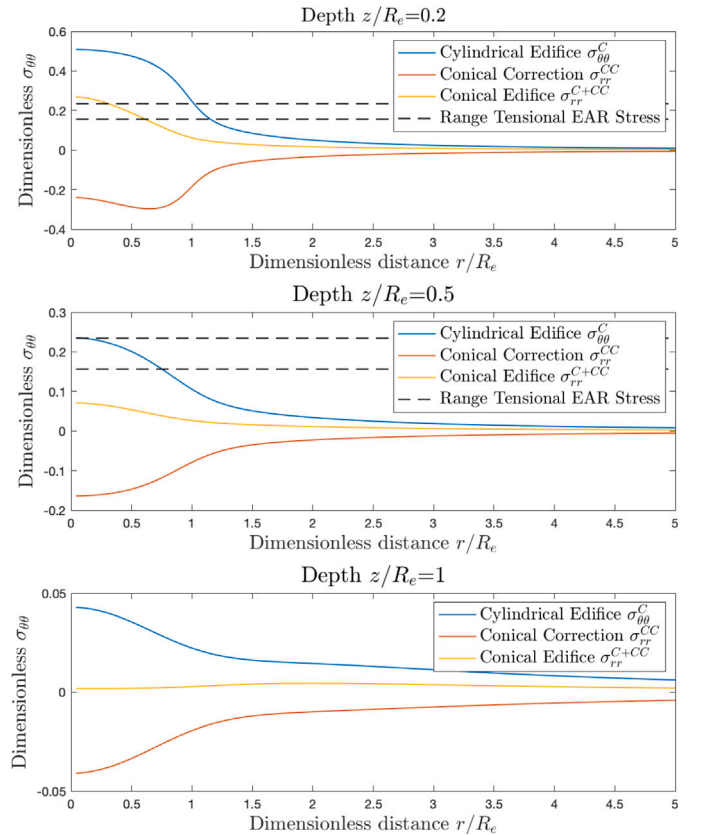 Depth z/Rₑ=0.2
Dimensionless σ_θθ
0.6
0.4
0.2
0
-0.2
-0.4
Cylindrical Edifice σ^C_θθ
Conical Correction σ^CC_rr
Conical Edifice σ^C+CC_rr
Range Tensional EAR Stress
0 0.5 1 1.5 2 2.5 3 3.5 4 4.5 5
Dimensionless distance r/Rₑ
Depth z/Rₑ=0.5
Dimensionless σ_θθ
0.3
0.2
0.1
0
-0.1
-0.2
Cylindrical Edifice σ^C_θθ
Conical Correction σ^CC_rr
Conical Edifice σ^C+CC_rr
Range Tensional EAR Stress
0 0.5 1 1.5 2 2.5 3 3.5 4 4.5 5
Dimensionless distance r/Rₑ
Depth z/Rₑ=1
Dimensionless σ_θθ
0.05
0
-0.05
Cylindrical Edifice σ^C_θθ
Conical Correction σ^CC_rr
Conical Edifice σ^C+CC_rr
0 0.5 1 1.5 2 2.5 3 3.5 4 4.5 5
Dimensionless distance r/Rₑ